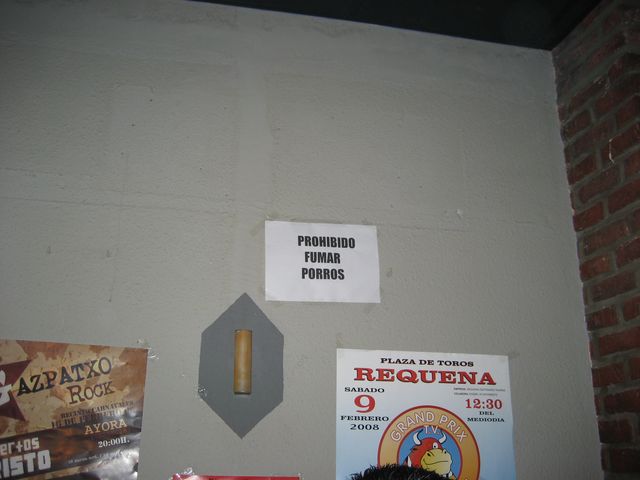 PROHIBIDO
FUMAR
PORROS
AZPATXO
ROCK
AYORA
20:00H.
PLAZA DE TOROS
REQUENA
SABADO
9
FEBRERO
2008
12:30
DEL
MEDIODIA
GRAND PRIX
TV